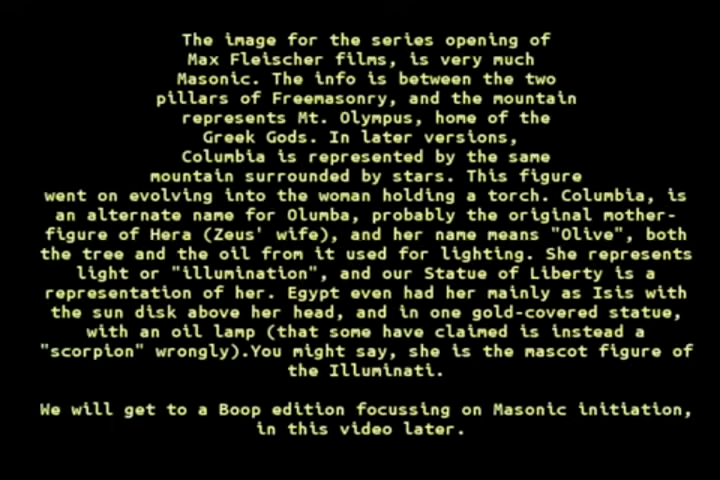 The image for the series opening of
Max Fleischer films, is very much
Masonic. The info is between the two
pillars of Freemasonry, and the mountain
represents Mt. Olympus, home of the
Greek Gods. In later versions,
Columbia is represented by the same
mountain surrounded by stars. This figure
went on evolving into the woman holding a torch. Columbia, is
an alternate name for Olumba, probably the original mother-
figure of Hera (Zeus' wife), and her name means "Olive", both
the tree and the oil from it used for lighting. She represents
light or "illumination", and our Statue of Liberty is a
representation of her. Egypt even had her mainly as Isis with
the sun disk above her head, and in one gold-covered statue,
with an oil lamp (that some have claimed is instead a
"scorpion" wrongly).You might say, she is the mascot figure of
the Illuminati.
We will get to a Boop edition focussing on Masonic initiation,
in this video later.